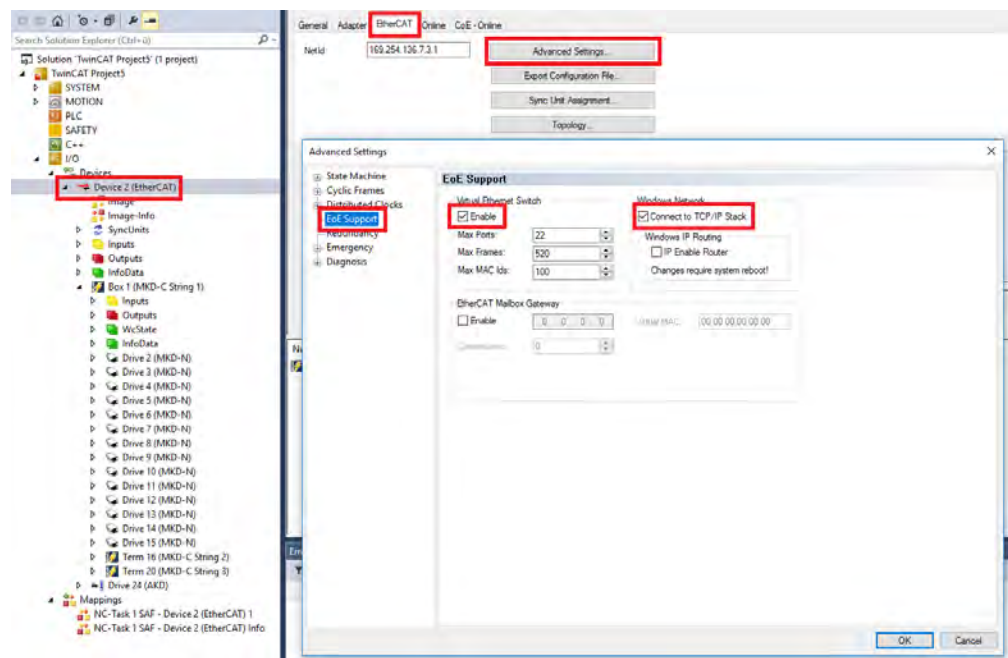 Search Solution Explorer (Ctrl+ü)
Solution 'TwinCAT Project5' (1 project)
TwinCAT Project5
SYSTEM
MOTION
PLC
SAFETY
C++
I/O
Devices
Device 2 (EtherCAT)
Image
Image-Info
SyncUnits
Inputs
Outputs
InfoData
Box 1 (MKD-C String 1)
Inputs
Outputs
WcState
InfoData
Drive 2 (MKD-N)
Drive 3 (MKD-N)
Drive 4 (MKD-N)
Drive 5 (MKD-N)
Drive 6 (MKD-N)
Drive 7 (MKD-N)
Drive 8 (MKD-N)
Drive 9 (MKD-N)
Drive 10 (MKD-N)
Drive 11 (MKD-N)
Drive 12 (MKD-N)
Drive 13 (MKD-N)
Drive 14 (MKD-N)
Drive 15 (MKD-N)
Term 16 (MKD-C String 2)
Term 20 (MKD-C String 3)
Drive 24 (AKD)
Mappings
NC-Task 1 SAF - Device 2 (EtherCAT) 1
NC-Task 1 SAF - Device 2 (EtherCAT) Info
General Adapter EtherCAT Online CoE - Online
NetId 169.254.136.7.3.1 Advanced Settings...
Export Configuration File...
Sync Unit Assignment...
Topology...
Advanced Settings
State Machine
Cyclic Frames
Distributed Clocks
EoE Support
Redundancy
Emergency
Diagnosis
EoE Support
Virtual Ethernet Switch
Enable
Max Ports: 22
Max Frames: 520
Max MAC Ids: 100
Windows Network
Connect to TCP/IP Stack
Windows IP Routing
IP Enable Router
Changes require system reboot!
EtherCAT Mailbox Gateway
Enable 0 . 0 . 0 . 0 Virtual MAC: 00 00 00 00 00 00
Connections: 0
OK Cancel